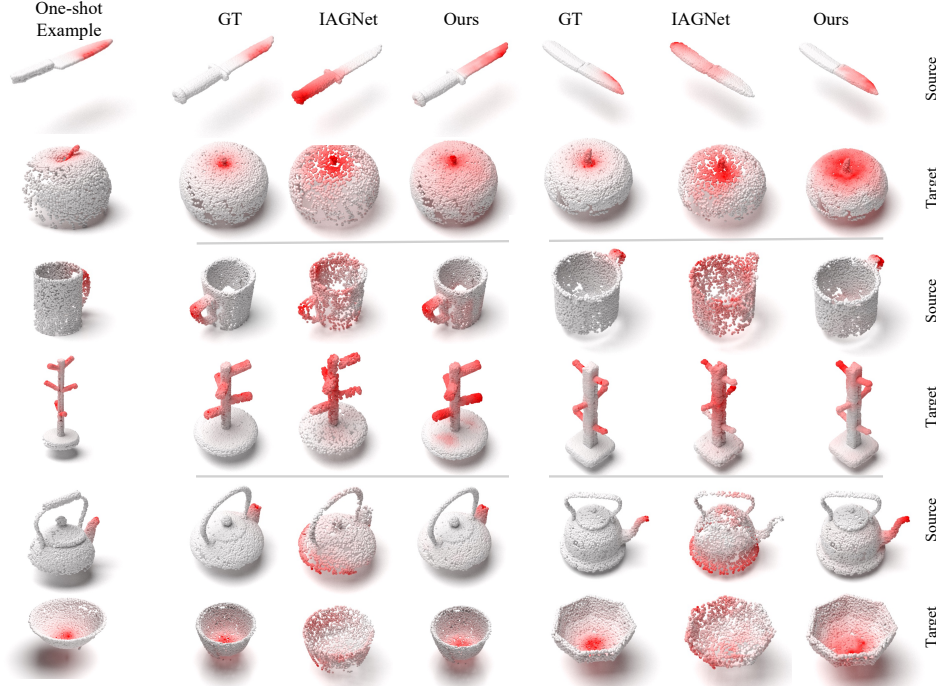 One-shot
Example
GT
IAGNet
Ours
GT
IAGNet
Ours
Source
Target
Source
Target
Source
Target